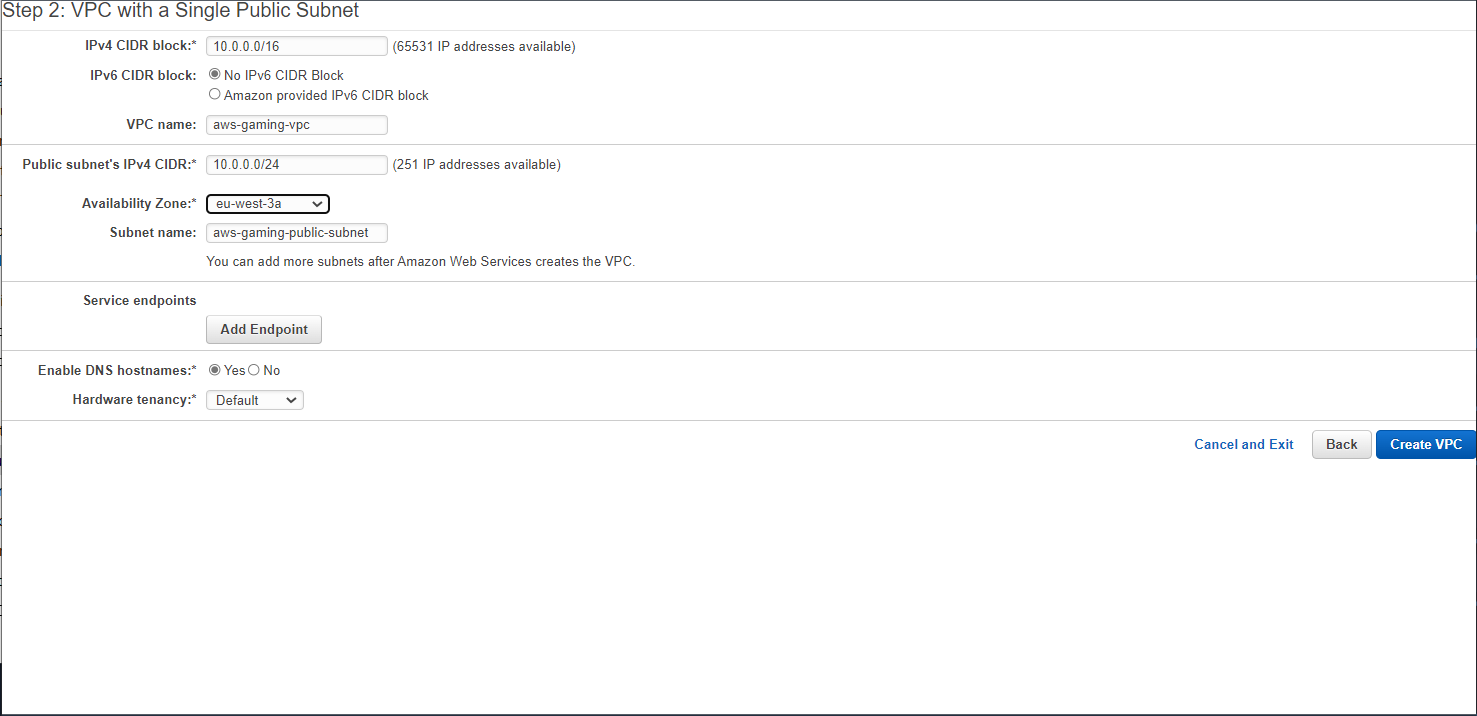 Step 2: VPC with a Single Public Subnet
IPv4 CIDR block:* 10.0.0.0/16 (65531 IP addresses available)
IPv6 CIDR block: No IPv6 CIDR Block
Amazon provided IPv6 CIDR block
VPC name: aws-gaming-vpc
Public subnet's IPv4 CIDR:* 10.0.0.0/24 (251 IP addresses available)
Availability Zone:* eu-west-3a
Subnet name: aws-gaming-public-subnet
You can add more subnets after Amazon Web Services creates the VPC.
Service endpoints
Add Endpoint
Enable DNS hostnames:* Yes No
Hardware tenancy:* Default
Cancel and Exit Back Create VPC